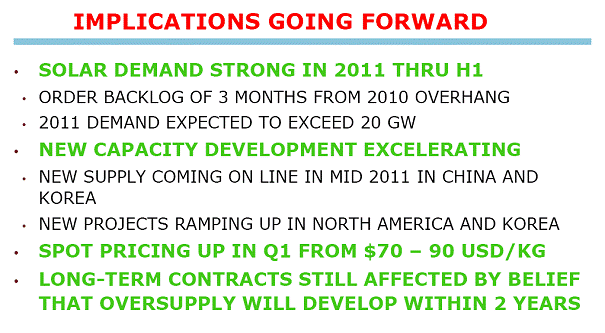 IMPLICATIONS GOING FORWARD
• SOLAR DEMAND STRONG IN 2011 THRU H1
• ORDER BACKLOG OF 3 MONTHS FROM 2010 OVERHANG
• 2011 DEMAND EXPECTED TO EXCEED 20 GW
• NEW CAPACITY DEVELOPMENT EXCELERATING
• NEW SUPPLY COMING ON LINE IN MID 2011 IN CHINA AND
KOREA
• NEW PROJECTS RAMPING UP IN NORTH AMERICA AND KOREA
• SPOT PRICING UP IN Q1 FROM $70 – 90 USD/KG
• LONG-TERM CONTRACTS STILL AFFECTED BY BELIEF
THAT OVERSUPPLY WILL DEVELOP WITHIN 2 YEARS